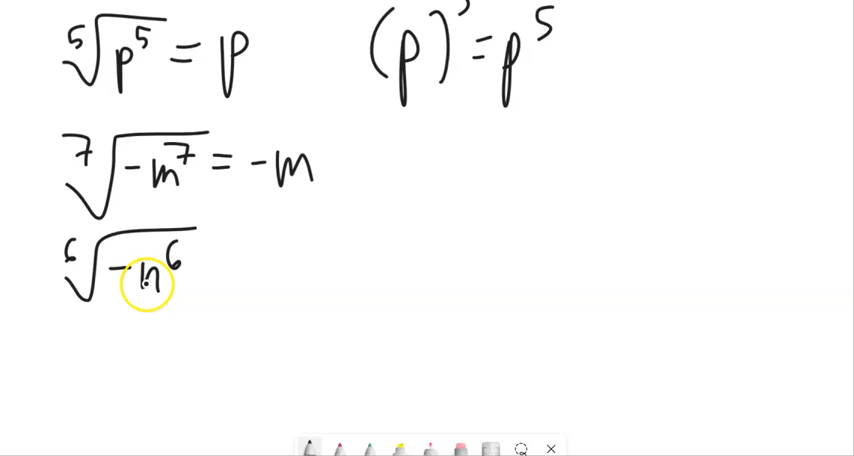 ⁵√p⁵ = p (p)⁵ = p⁵
⁷√-m⁷ = -m
⁶√-n⁶